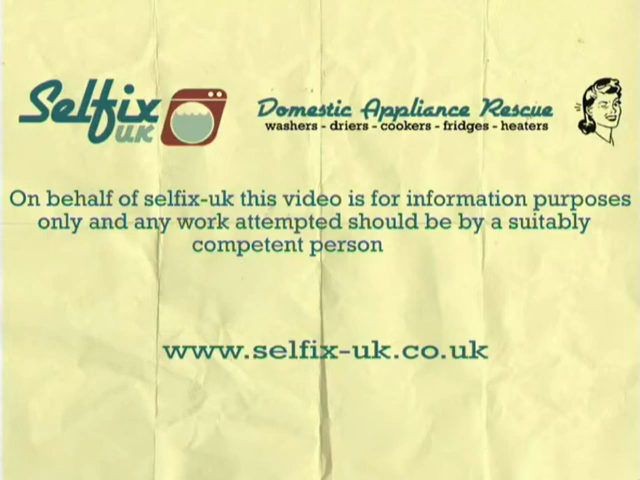 Selfix
UK
Domestic Appliance Rescue
washers - driers - cookers - fridges - heaters
On behalf of selfix-uk this video is for information purposes
only and any work attempted should be by a suitably
competent person
www.selfix-uk.co.uk